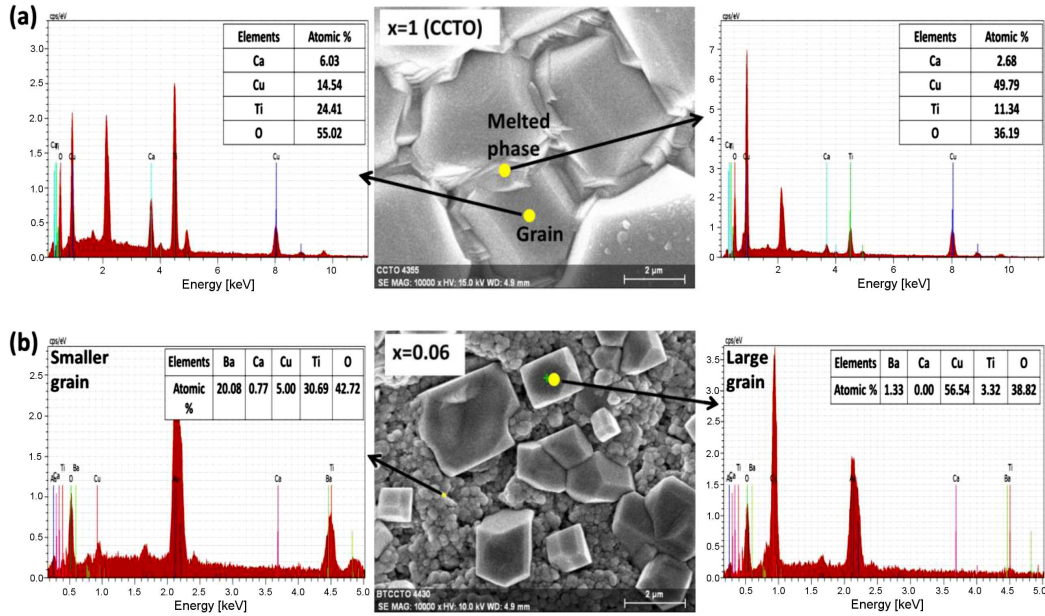 (a)
cps/eV
3.5
3.0
2.5
2.0
1.5
1.0
0.5
0.0
Elements Atomic %
Ca 6.03
Cu 14.54
Ti 24.41
O 55.02
O Cu Ca Ti Cu
2 4 6 8 10
Energy [keV]
x=1 (CCTO)
Melted
phase
Grain
CCTO 4355
SE MAG: 10000 x HV: 15.0 kV WD: 4.9 mm
2 µm
cps/eV
7
6
5
4
3
2
1
0
Elements Atomic %
Ca 2.68
Cu 49.79
Ti 11.34
O 36.19
O Cu Ca Ti Cu
2 4 6 8 10
Energy [keV]
(b)
cps/eV
Smaller
grain
3.0
2.5
2.0
1.5
1.0
0.5
0.0
Elements Ba Ca Cu Ti O
Atomic 20.08 0.77 5.00 30.69 42.72
%
Ti Ba Ti
Ca O Cu Ca Ba
0.5 1.0 1.5 2.0 2.5 3.0 3.5 4.0 4.5 5.0
Energy [keV]
x=0.06
BTCCTO 4430
SE MAG: 10000 x HV: 10.0 kV WD: 4.9 mm
2 µm
cps/eV
Large
grain
3.5
3.0
2.5
2.0
1.5
1.0
0.5
0.0
Elements Ba Ca Cu Ti O
Atomic % 1.33 0.00 56.54 3.32 38.82
Ti Ba Ti
Ca O Cu Ca Ba
0.5 1.0 1.5 2.0 2.5 3.0 3.5 4.0 4.5 5.0
Energy [keV]